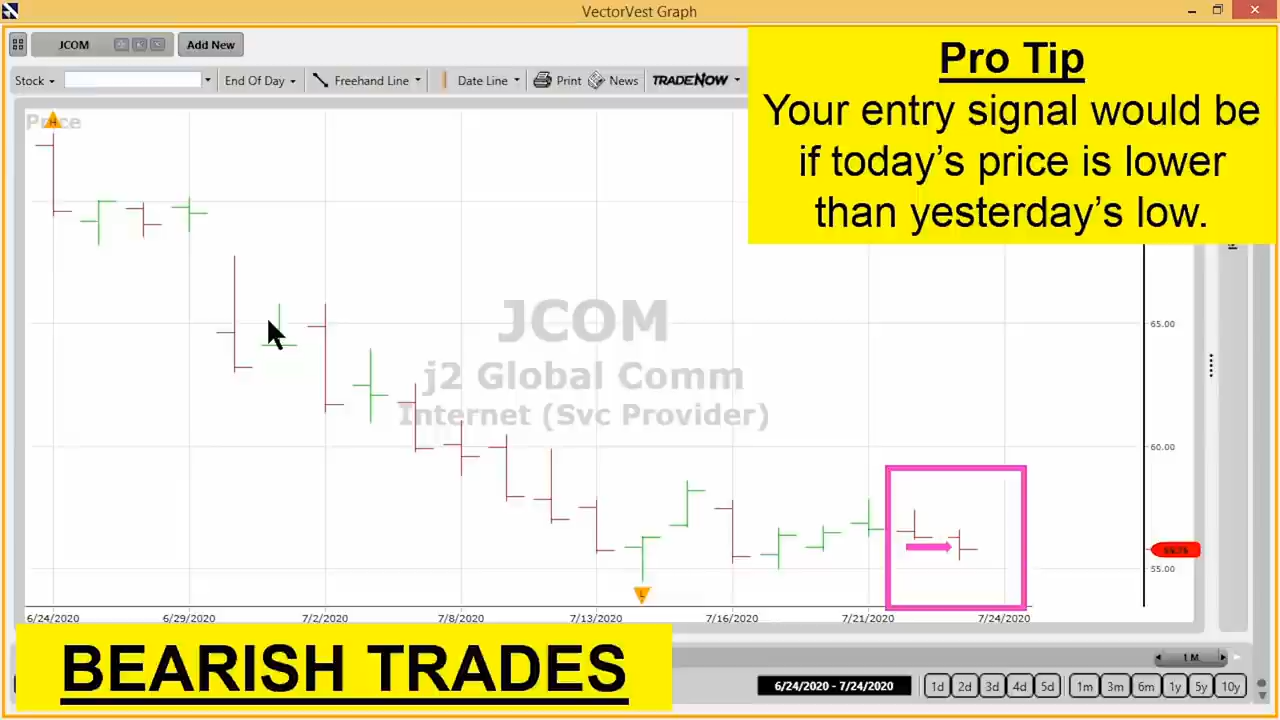 VectorVest Graph
JCOM
Add New
Stock
End Of Day
Freehand Line
Date Line
Print
News
TRADENOW
Pro Tip
Your entry signal would be
if today's price is lower
than yesterday's low.
Price
H
JCOM
j2 Global Comm
Internet (Svc Provider)
65.00
60.00
55.00
L
6/24/2020
6/29/2020
7/2/2020
7/8/2020
7/13/2020
7/16/2020
7/21/2020
7/24/2020
BEARISH TRADES
1 M
6/24/2020 - 7/24/2020
1d
2d
3d
4d
5d
1m
3m
6m
1y
5y
10y